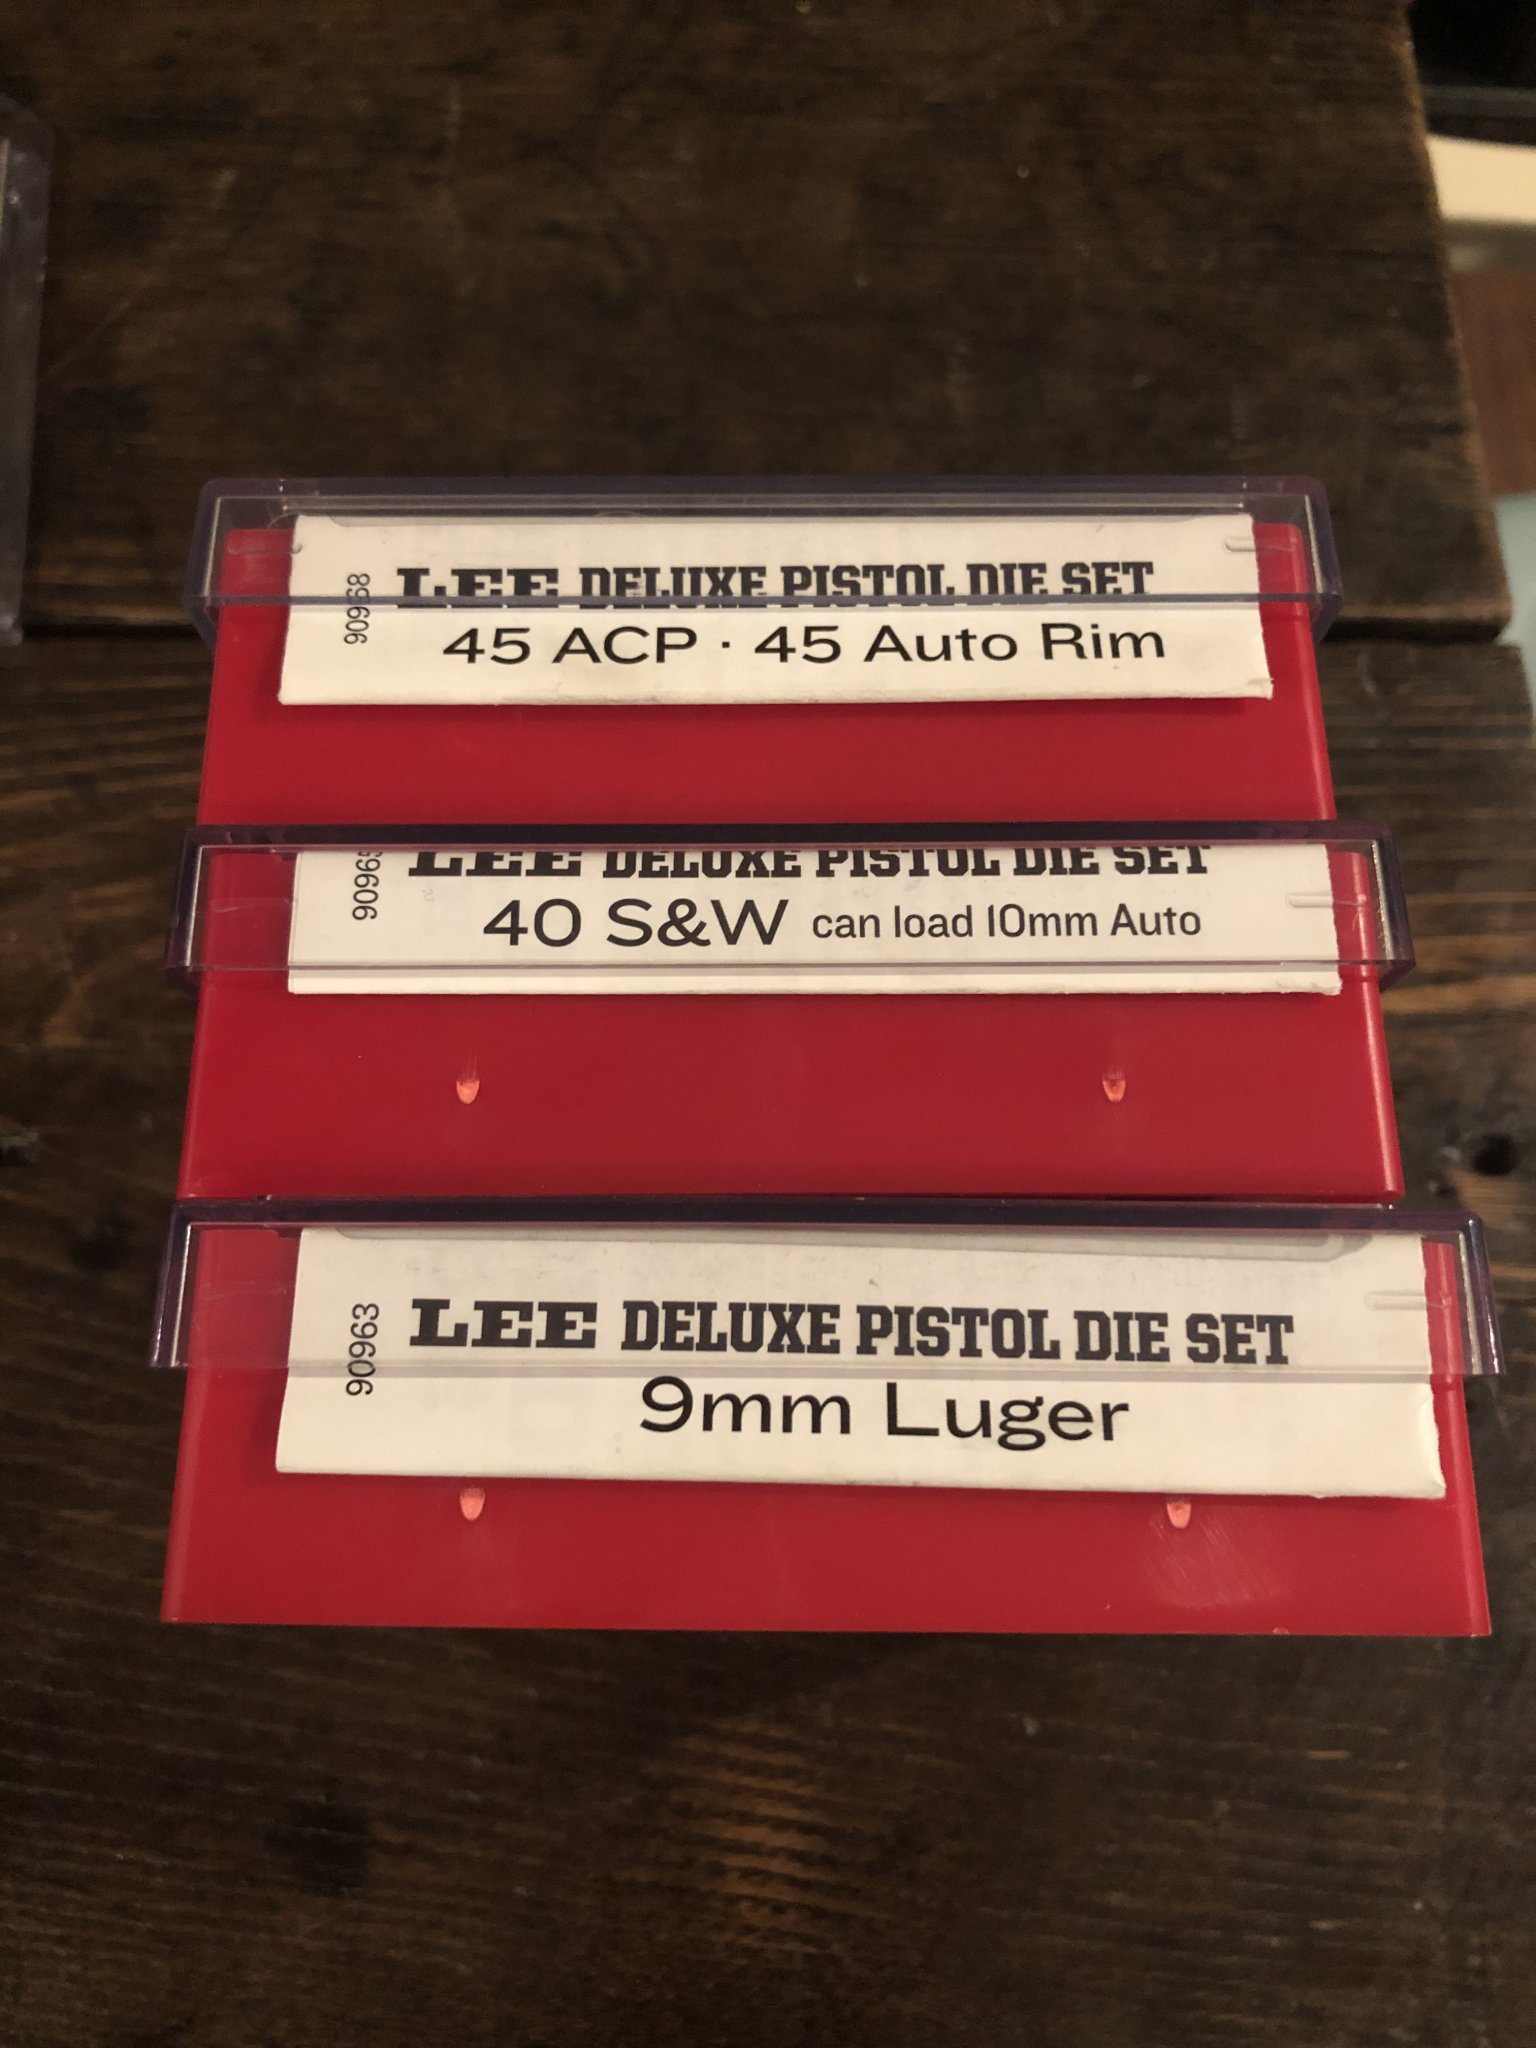 90968
LEE DELUXE PISTOL DIE SET
45 ACP · 45 Auto Rim
LEE DELUXE PISTOL DIE SET
40 S&W can load 10mm Auto
90963
LEE DELUXE PISTOL DIE SET
9mm Luger